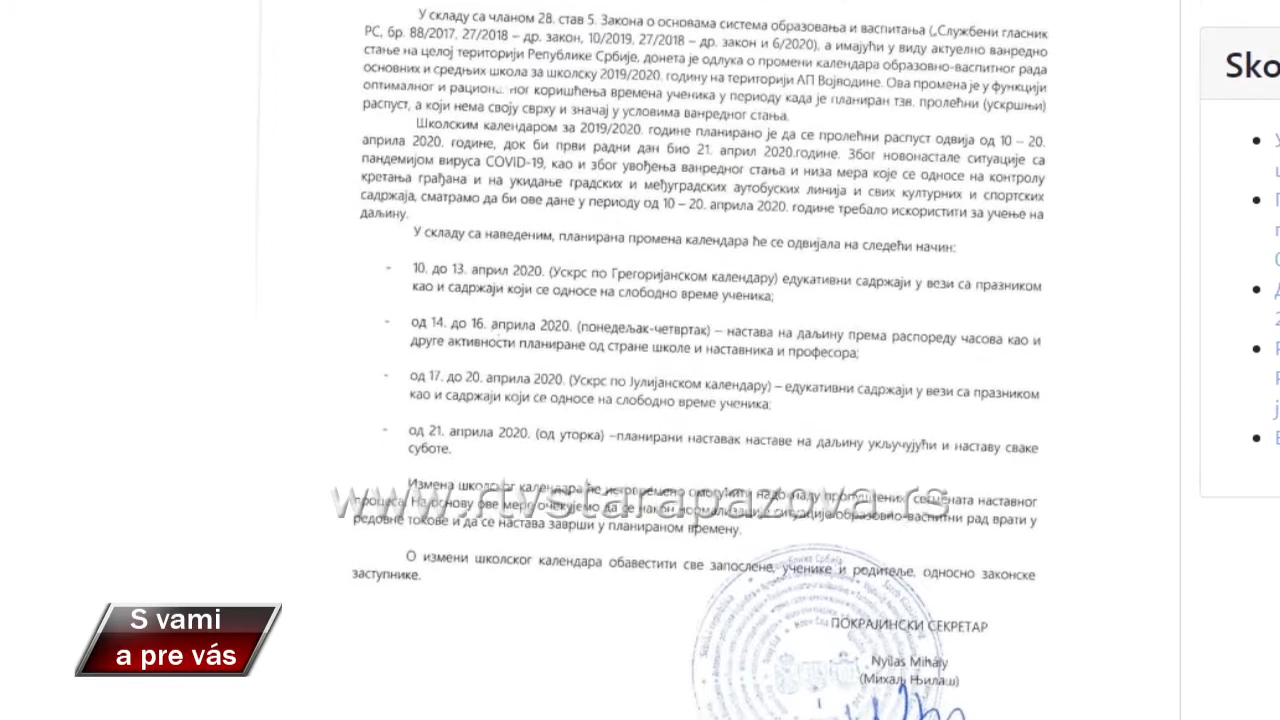 У складу са чланом 28. став 5. Закона о основама система образовања и васпитања („Службени гласник
РС, бр. 88/2017, 27/2018 – др. закон, 10/2019, 27/2018 – др. закон и 6/2020), а имајући у виду актуелно ванредно
стање на целој територији Републике Србије, донета је одлука о промени календара образовно-васпитног рада
основних и средњих школа за школску 2019/2020. годину на територији АП Војводине. Ова промена је у функцији
оптималног и рационалног коришћења времена ученика у периоду када је планиран тзв. пролећни (ускршњи)
распуст, а који нема своју сврху и значај у условима ванредног стања.
Школским календаром за 2019/2020. године планирано је да се пролећни распуст одвија од 10 – 20.
априла 2020. године, док би први радни дан био 21. април 2020.године. Због новонастале ситуације са
пандемијом вируса COVID-19, као и због увођења ванредног стања и низа мера које се односе на контролу
кретања грађана и на укидање градских и међуградских аутобуских линија и свих културних и спортских
садржаја, сматрамо да би ове дане у периоду од 10 – 20. априла 2020. године требало искористити за учење на
даљину.
У складу са наведеним, планирана промена календара ће се одвијала на следећи начин:
- 10. до 13. април 2020. (Ускрс по Грегоријанском календару) едукативни садржаји у вези са празником
као и садржаји који се односе на слободно време ученика;
- од 14. до 16. априла 2020. (понедељак-четвртак) – настава на даљину према распореду часова као и
друге активности планиране од стране школе и наставника и професора;
- од 17. до 20. априла 2020. (Ускрс по Јулијанском календару) – едукативни садржаји у вези са празником
као и садржаји који се односе на слободно време ученика;
- од 21. априла 2020. (од уторка) –планирани наставак наставе на даљину укључујући и наставу сваке
суботе.
Измена школског календара ће истовремено омогућити надокнаду пропуштених сегмената наставног
процеса. На основу ове мере очекујемо да се након нормализације ситуације образовно-васпитни рад врати у
редовне токове и да се настава заврши у планираном времену.
www.rtvstarapazova.rs
О измени школског календара обавестити све запослене, ученике и родитеље, односно законске
заступнике.
ПОКРАЈИНСКИ СЕКРЕТАР
Nyilas Mihály
(Михаљ Њилаш)
Sko
S vami
a pre vás